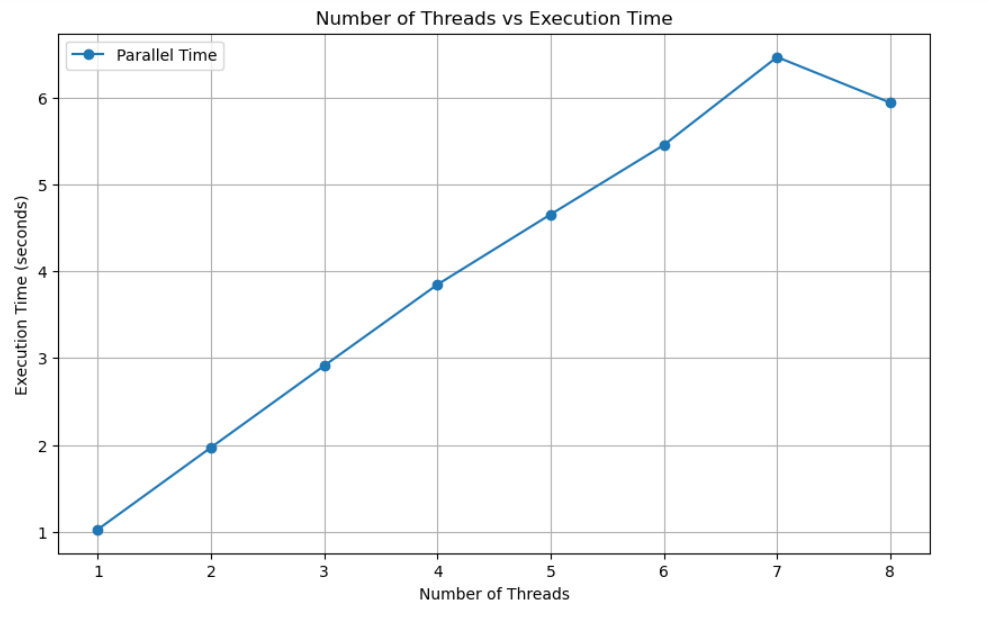 Number of Threads vs Execution Time
Parallel Time
Execution Time (seconds)
6
5
4
3
2
1
1 2 3 4 5 6 7 8
Number of Threads